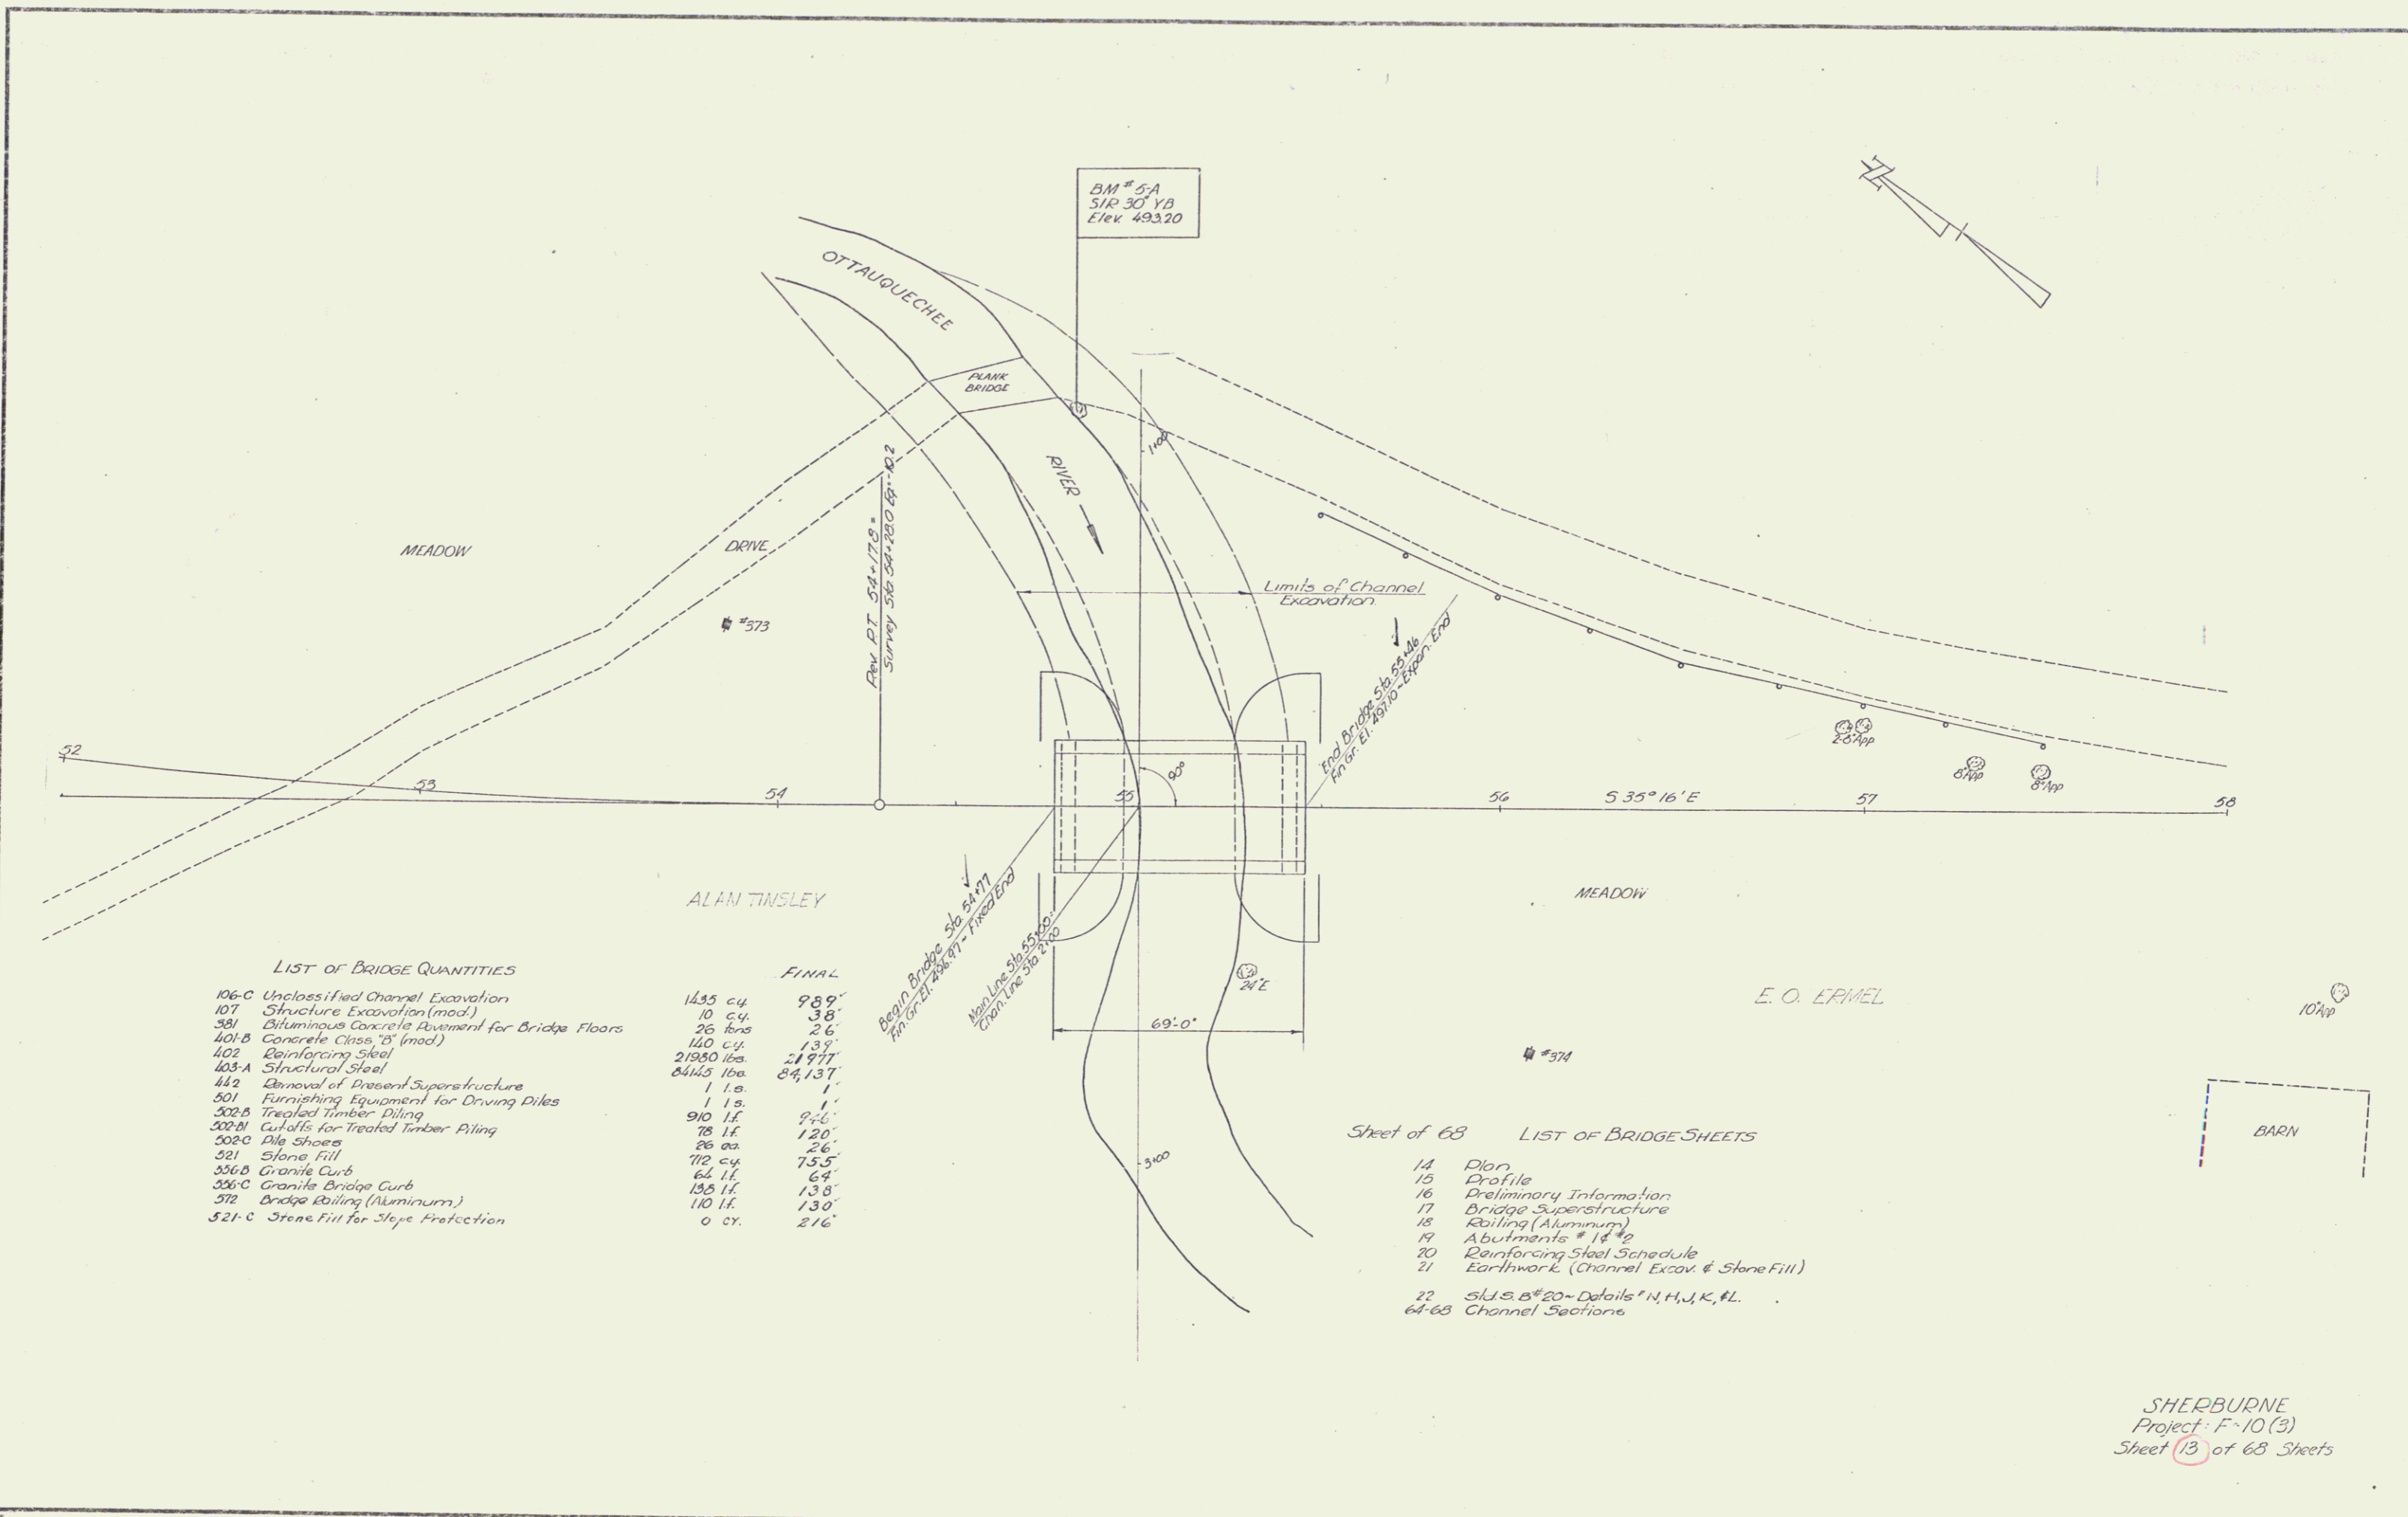 BM # 5-A
SIR 30" YB
Elev. 493.20
OTTAUQUECHEE
PLANK
BRIDGE
RIVER
1+00
MEADOW
DRIVE
# 373
Rev. P.T. 54+17.8 =
Survey Sta. 54+28.0 Eq. -10.2
Limits of Channel
Excavation
End Bridge Sta. 55+46
Fin. Gr. El. 497.10 ~ Expan. End
2-8" App
8" App
8" App
52
53
54
55
90°
56
S 35° 16' E
57
58
Begin Bridge Sta. 54+77
Fin. Gr. El. 496.97 ~ Fixed End
Main Line Sta. 55+00 =
Chan. Line Sta. 2+00
ALAN TINSLEY
MEADOW
24" E
69'-0"
E. O. ERMEL
10" App
# 374
BARN
3+00
LIST OF BRIDGE QUANTITIES FINAL
106-C Unclassified Channel Excavation 1435 c.y. 989
107 Structure Excavation (mod.) 10 c.y. 38
381 Bituminous Concrete Pavement for Bridge Floors 26 tons 26
401-B Concrete Class "B" (mod.) 140 c.y. 139
402 Reinforcing Steel 21980 lbs. 21977
403-A Structural Steel 84145 lbs. 84,137
442 Removal of Present Superstructure 1 l.s. 1
501 Furnishing Equipment for Driving Piles 1 l.s. 1
502-B Treated Timber Piling 910 l.f. 946
502-B1 Cutoffs for Treated Timber Piling 78 l.f. 120
502-C Pile Shoes 26 ea. 26
521 Stone Fill 712 c.y. 755
556-B Granite Curb 64 l.f. 64
556-C Granite Bridge Curb 138 l.f. 138
572 Bridge Railing (Aluminum) 110 l.f. 130
521-C Stone Fill for Slope Protection 0 CY. 216
Sheet of 68 LIST OF BRIDGE SHEETS
14 Plan
15 Profile
16 Preliminary Information
17 Bridge Superstructure
18 Railing (Aluminum)
19 Abutments # 1 & #2
20 Reinforcing Steel Schedule
21 Earthwork (Channel Excav. & Stone Fill)
22 Std. S.B #20 ~ Details " N, H, J, K, & L.
64-68 Channel Sections
SHERBURNE
Project: F-10 (3)
Sheet 13 of 68 Sheets